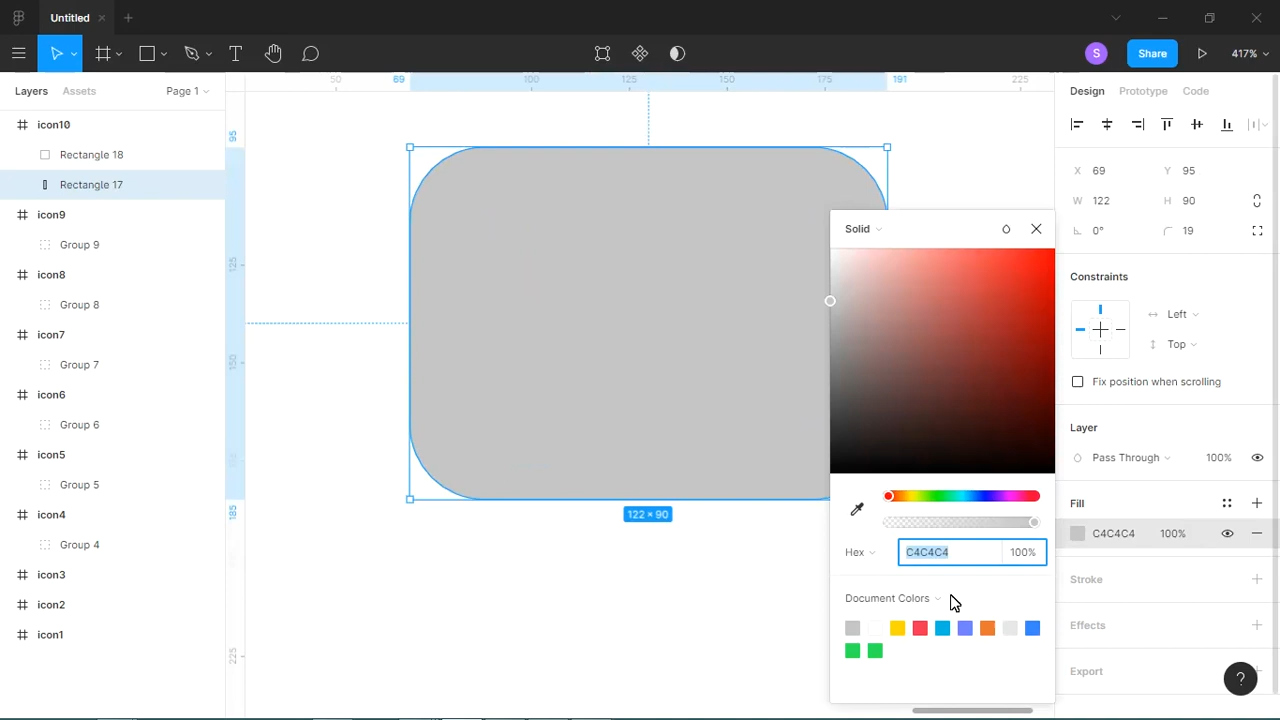 Untitled
S
Share
417%
Layers
Assets
Page 1
50
69
100
125
150
175
191
225
Design
Prototype
Code
icon10
Rectangle 18
Rectangle 17
icon9
Group 9
icon8
Group 8
icon7
Group 7
icon6
Group 6
icon5
Group 5
icon4
Group 4
icon3
icon2
icon1
95
125
150
185
225
122 × 90
Solid
Hex
C4C4C4
100%
Document Colors
X 69
Y 95
W 122
H 90
0°
19
Constraints
Left
Top
Fix position when scrolling
Layer
Pass Through
100%
Fill
C4C4C4
100%
Stroke
Effects
Export
?